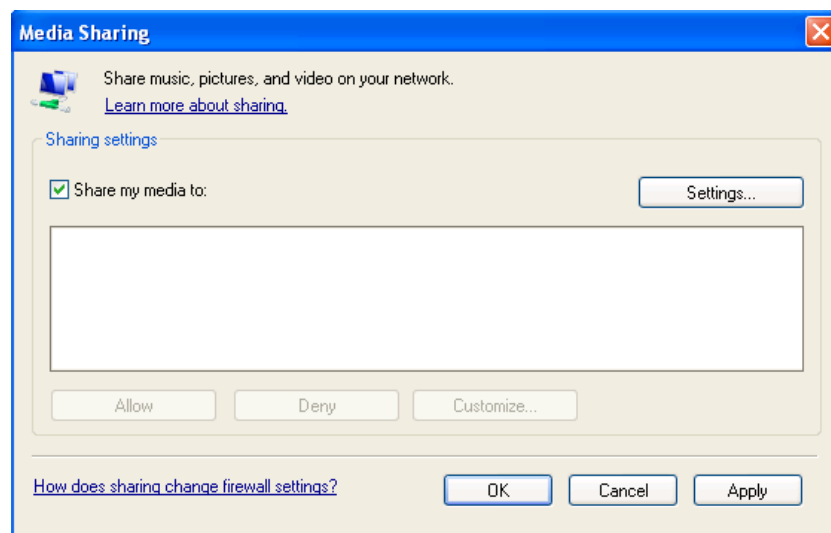 Media Sharing
Share music, pictures, and video on your network.
Learn more about sharing.
Sharing settings
Share my media to:
Settings...
Allow
Deny
Customize...
How does sharing change firewall settings?
OK
Cancel
Apply